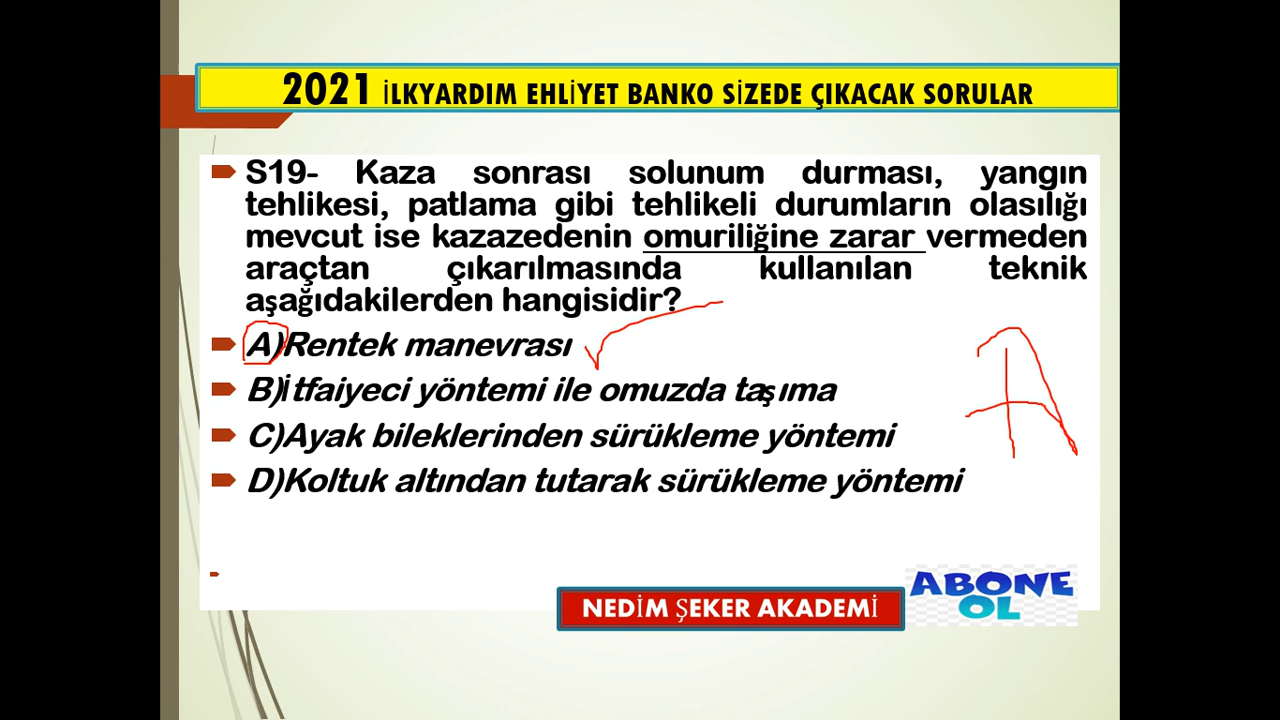 2021 İLKYARDIM EHLİYET BANKO SİZEDE ÇIKACAK SORULAR
S19- Kaza sonrası solunum durması, yangın
tehlikesi, patlama gibi tehlikeli durumların olasılığı
mevcut ise kazazedenin omuriliğine zarar vermeden
araçtan çıkarılmasında kullanılan teknik
aşağıdakilerden hangisidir?
A)Rentek manevrası
B)İtfaiyeci yöntemi ile omuzda taşıma
C)Ayak bileklerinden sürükleme yöntemi
D)Koltuk altından tutarak sürükleme yöntemi
A
ABONE
OL
NEDİM ŞEKER AKADEMİ